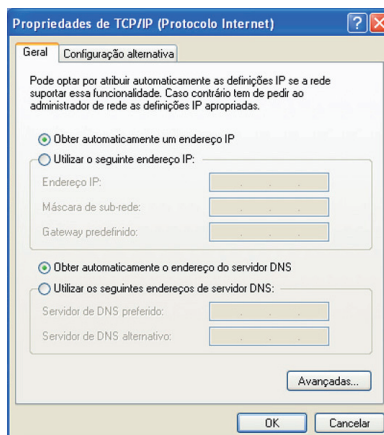 Propriedades de TCP/IP (Protocolo Internet)
Geral
Configuração alternativa
Pode optar por atribuir automaticamente as definições IP se a rede
suportar essa funcionalidade. Caso contrário tem de pedir ao
administrador de rede as definições IP apropriadas.
Obter automaticamente um endereço IP
Utilizar o seguinte endereço IP:
Endereço IP:
Máscara de sub-rede:
Gateway predefinido:
Obter automaticamente o endereço do servidor DNS
Utilizar os seguintes endereços de servidor DNS:
Servidor de DNS preferido:
Servidor de DNS alternativo:
Avançadas...
OK
Cancelar